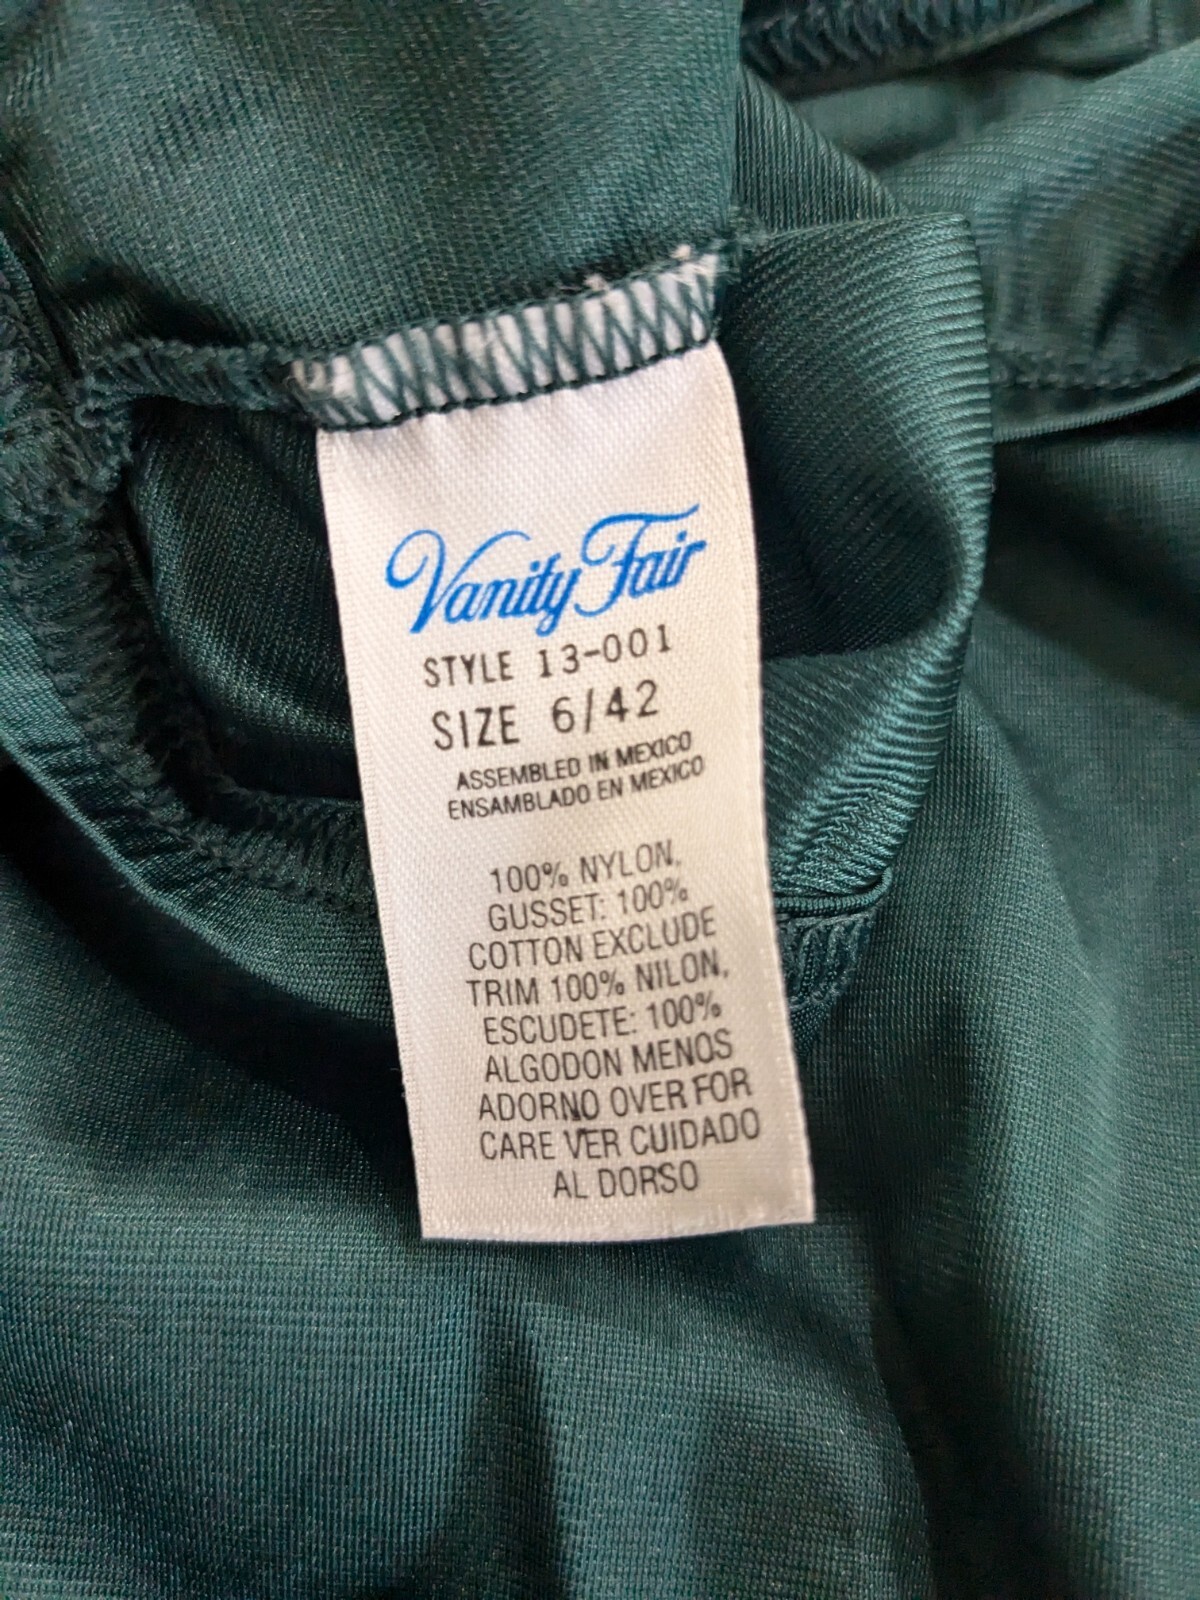 Vanity Fair
STYLE 13-001
SIZE 6/42
ASSEMBLED IN MEXICO
ENSAMBLADO EN MEXICO
100% NYLON,
GUSSET: 100%
COTTON EXCLUDE
TRIM 100% NILON,
ESCUDETE: 100%
ALGODON MENOS
ADORNO OVER FOR
CARE VER CUIDADO
AL DORSO